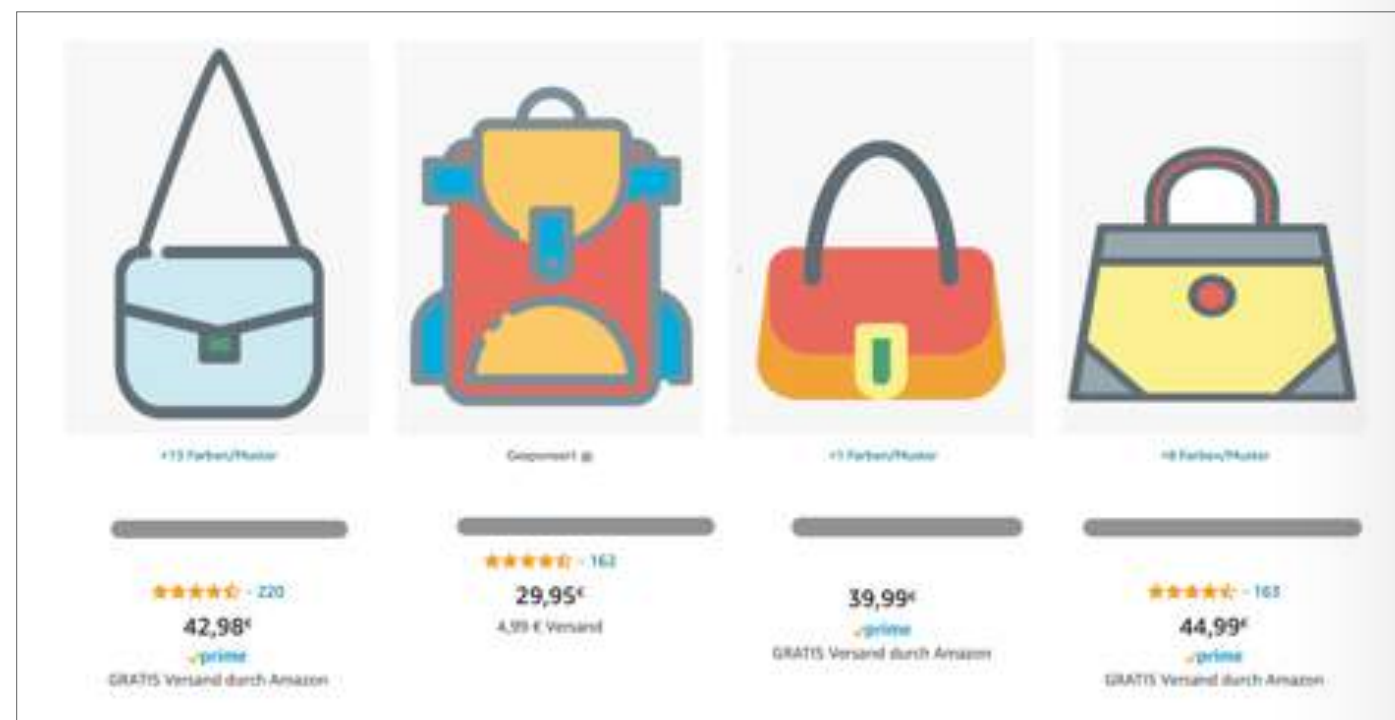 +13 Farben/Muster
Gesponsert
+1 Farben/Muster
+8 Farben/Muster
220
42,98€
prime
GRATIS Versand durch Amazon
163
29,95€
4,99 € Versand
39,99€
prime
GRATIS Versand durch Amazon
163
44,99€
prime
GRATIS Versand durch Amazon